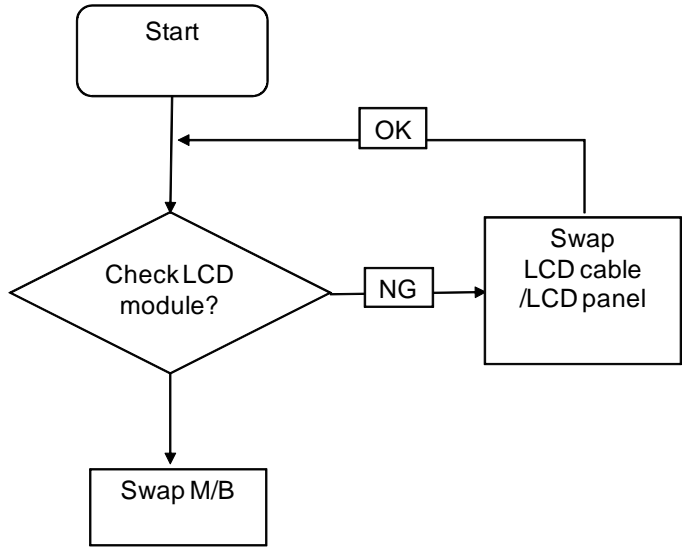 Start
OK
Check LCD
module?
NG
Swap
LCD cable
/LCD panel
Swap M/B